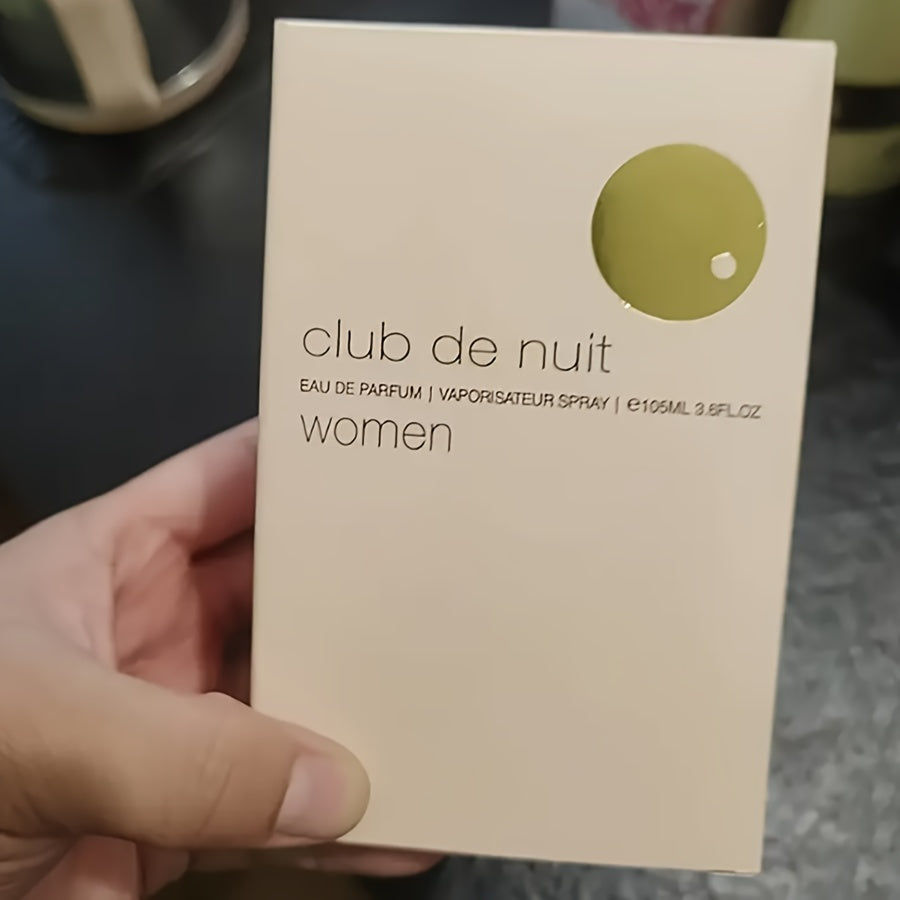 club de nuit
EAU DE PARFUM | VAPORISATEUR SPRAY | ℮105ML 3.6FL.OZ
women